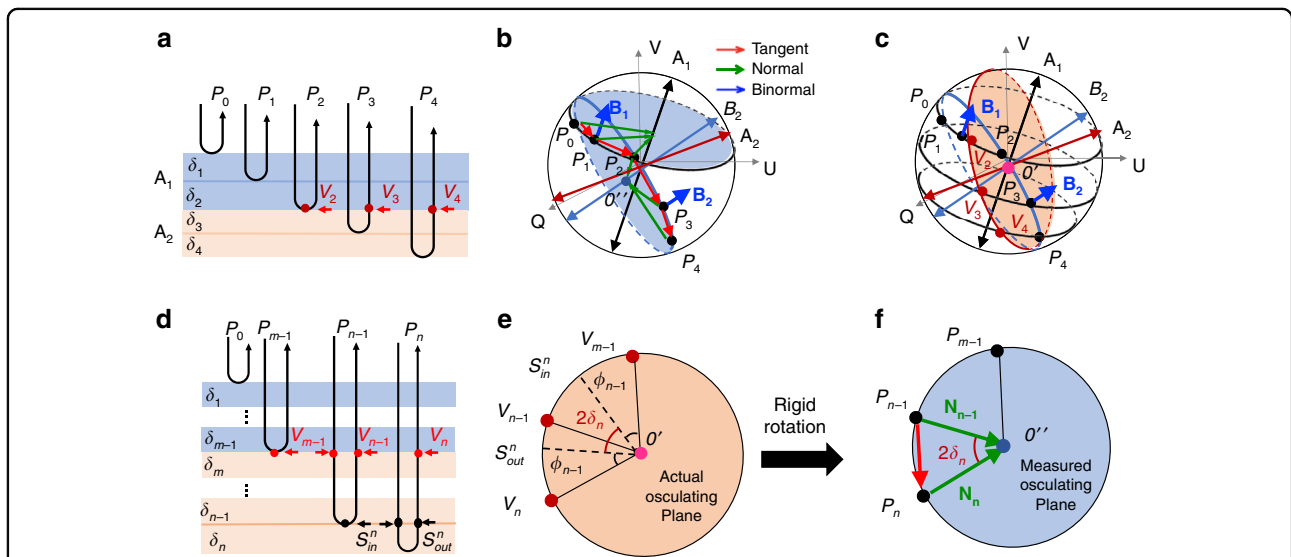 a
P₀ P₁ P₂ P₃ P₄
A₁
A₂
δ₁
δ₂
δ₃
δ₄
V₂ V₃ V₄
b
V
A₁
Tangent
Normal
Binormal
B₂
A₂
B₁
P₀
P₁
P₂
U
B₂
0''
P₃
Q
P₄
c
V
A₁
B₂
P₀
B₁
A₂
P₁
P₂
V₂
0'
U
P₃
B₂
Q
V₃
V₄
P₄
d
P₀ Pₘ₋₁ Pₙ₋₁ Pₙ
δ₁
δₘ₋₁
δₘ
Vₘ₋₁ Vₙ₋₁ Vₙ
δₙ₋₁
δₙ
Sⁿᵢₙ Sⁿₒᵤₜ
e
Vₘ₋₁
Sⁿᵢₙ
ϕₙ₋₁
Vₙ₋₁
2δₙ
0'
Sⁿₒᵤₜ
ϕₙ₋₁
Vₙ
Actual
osculating
Plane
Rigid
rotation
f
Pₘ₋₁
Pₙ₋₁
Nₙ₋₁
0''
2δₙ
Nₙ
Pₙ
Measured
osculating
Plane